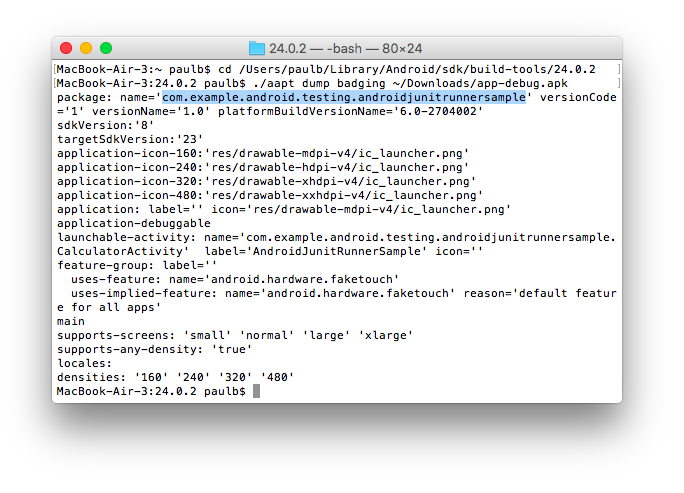 24.0.2 — -bash — 80×24
[MacBook-Air-3:~ paulb$ cd /Users/paulb/Library/Android/sdk/build-tools/24.0.2 ]
[MacBook-Air-3:24.0.2 paulb$ ./aapt dump badging ~/Downloads/app-debug.apk ]
package: name='com.example.android.testing.androidjunitrunnersample' versionCode
='1' versionName='1.0' platformBuildVersionName='6.0-2704002'
sdkVersion:'8'
targetSdkVersion:'23'
application-icon-160:'res/drawable-mdpi-v4/ic_launcher.png'
application-icon-240:'res/drawable-hdpi-v4/ic_launcher.png'
application-icon-320:'res/drawable-xhdpi-v4/ic_launcher.png'
application-icon-480:'res/drawable-xxhdpi-v4/ic_launcher.png'
application: label='' icon='res/drawable-mdpi-v4/ic_launcher.png'
application-debuggable
launchable-activity: name='com.example.android.testing.androidjunitrunnersample.
CalculatorActivity'  label='AndroidJunitRunnerSample' icon=''
feature-group: label=''
  uses-feature: name='android.hardware.faketouch'
  uses-implied-feature: name='android.hardware.faketouch' reason='default featur
e for all apps'
main
supports-screens: 'small' 'normal' 'large' 'xlarge'
supports-any-density: 'true'
locales:
densities: '160' '240' '320' '480'
MacBook-Air-3:24.0.2 paulb$